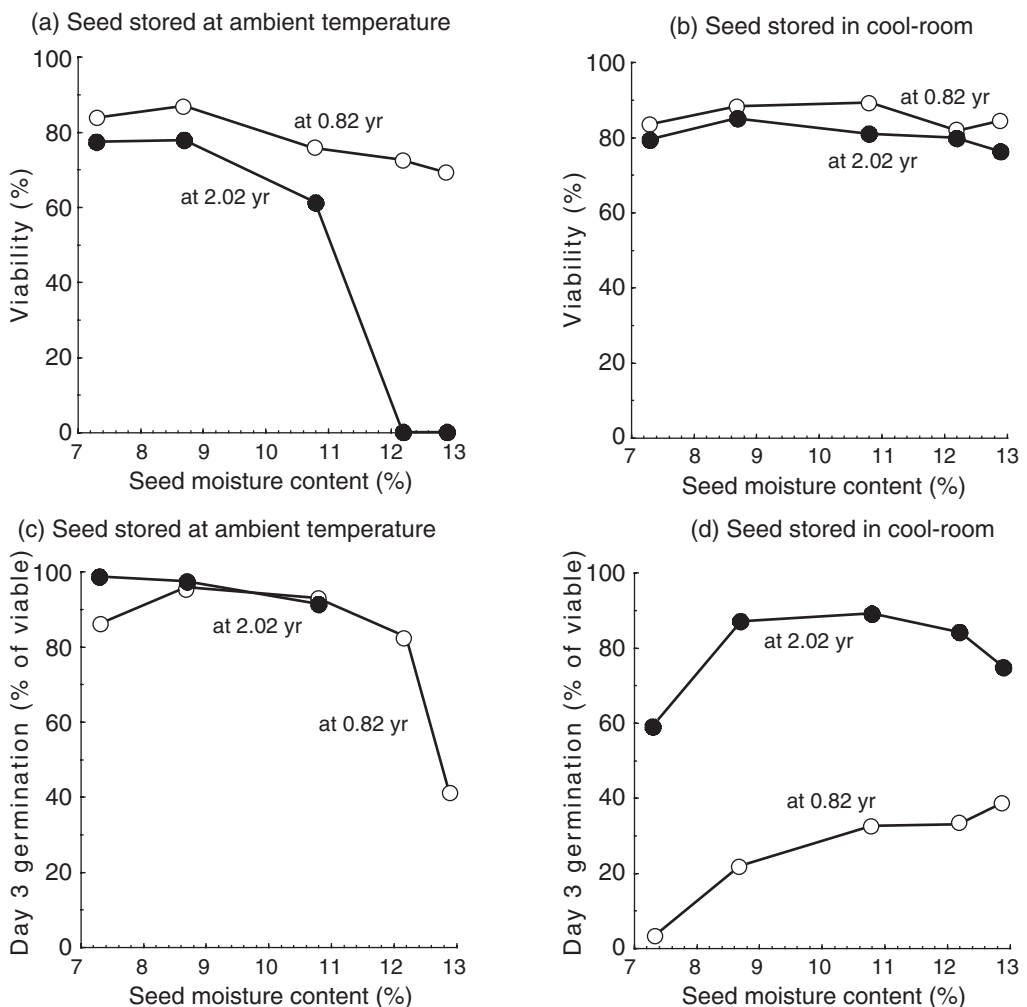 (a) Seed stored at ambient temperature
100
80
60
40
20
0
Viability (%)
at 0.82 yr
at 2.02 yr
7 8 9 10 11 12 13
Seed moisture content (%)
(b) Seed stored in cool-room
100
80
60
40
20
0
Viability (%)
at 0.82 yr
at 2.02 yr
7 8 9 10 11 12 13
Seed moisture content (%)
(c) Seed stored at ambient temperature
100
80
60
40
20
0
Day 3 germination (% of viable)
at 2.02 yr
at 0.82 yr
7 8 9 10 11 12 13
Seed moisture content (%)
(d) Seed stored in cool-room
100
80
60
40
20
0
Day 3 germination (% of viable)
at 2.02 yr
at 0.82 yr
7 8 9 10 11 12 13
Seed moisture content (%)